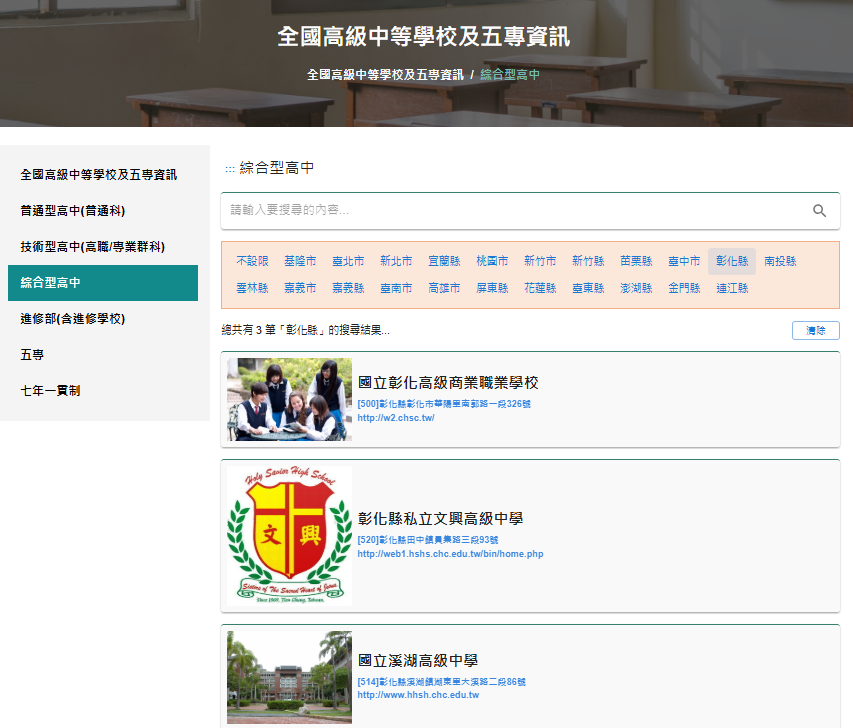 全國高級中等學校及五專資訊
全國高級中等學校及五專資訊 / 綜合型高中
全國高級中等學校及五專資訊
普通型高中(普通科)
技術型高中(高職/專業群科)
綜合型高中
進修部(含進修學校)
五專
七年一貫制
::: 綜合型高中
請輸入要搜尋的內容...
不設限 基隆市 臺北市 新北市 宜蘭縣 桃園市 新竹市 新竹縣 苗栗縣 臺中市 彰化縣 南投縣
雲林縣 嘉義市 嘉義縣 臺南市 高雄市 屏東縣 花蓮縣 臺東縣 澎湖縣 金門縣 連江縣
總共有 3 筆「彰化縣」的搜尋結果...
清除
國立彰化高級商業職業學校
[500]彰化縣彰化市華陽里南郭路一段326號
http://w2.chsc.tw/
Holy Savior High School
文 興
Sisters of The Sacred Heart of Jesus
Since 1969, Tien Chung, Taiwan.
彰化縣私立文興高級中學
[520]彰化縣田中鎮員集路三段93號
http://web1.hshs.chc.edu.tw/bin/home.php
國立溪湖高級中學
[514]彰化縣溪湖鎮湖東里大溪路二段86號
http://www.hhsh.chc.edu.tw